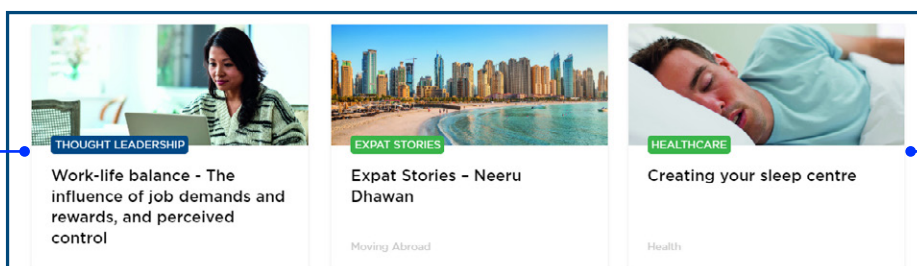 THOUGHT LEADERSHIP
Work-life balance - The
influence of job demands and
rewards, and perceived
control
EXPAT STORIES
Expat Stories – Neeru
Dhawan
Moving Abroad
HEALTHCARE
Creating your sleep centre
Health